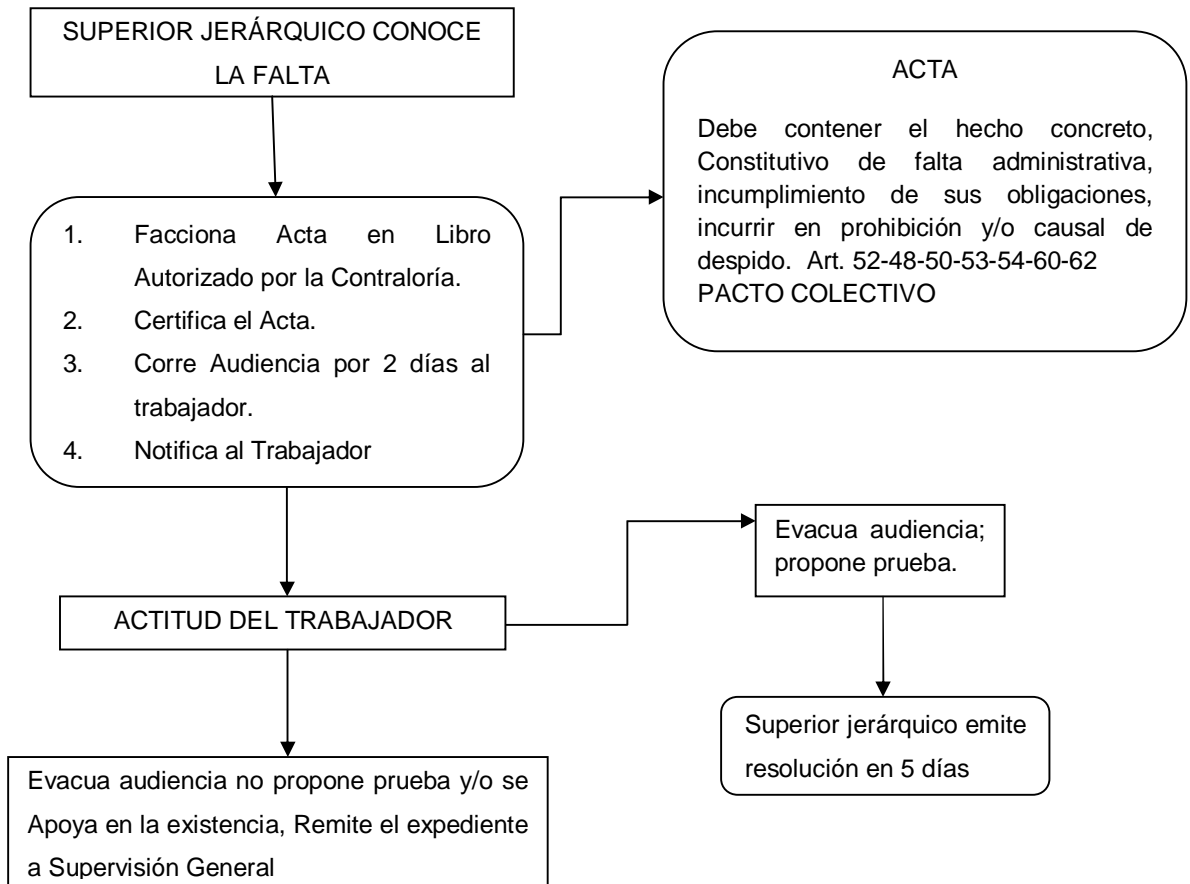 SUPERIOR JERÁRQUICO CONOCE
LA FALTA
ACTA
Debe contener el hecho concreto,
Constitutivo de falta administrativa,
incumplimiento de sus obligaciones,
incurrir en prohibición y/o causal de
despido. Art. 52-48-50-53-54-60-62
PACTO COLECTIVO
1. Facciona Acta en Libro
Autorizado por la Contraloría.
2. Certifica el Acta.
3. Corre Audiencia por 2 días al
trabajador.
4. Notifica al Trabajador
Evacua audiencia;
propone prueba.
ACTITUD DEL TRABAJADOR
Superior jerárquico emite
resolución en 5 días
Evacua audiencia no propone prueba y/o se
Apoya en la existencia, Remite el expediente
a Supervisión General